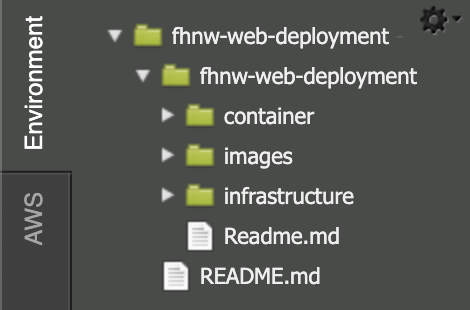 Environment
AWS
fhnw-web-deployment -
fhnw-web-deployment
container
images
infrastructure
Readme.md
README.md